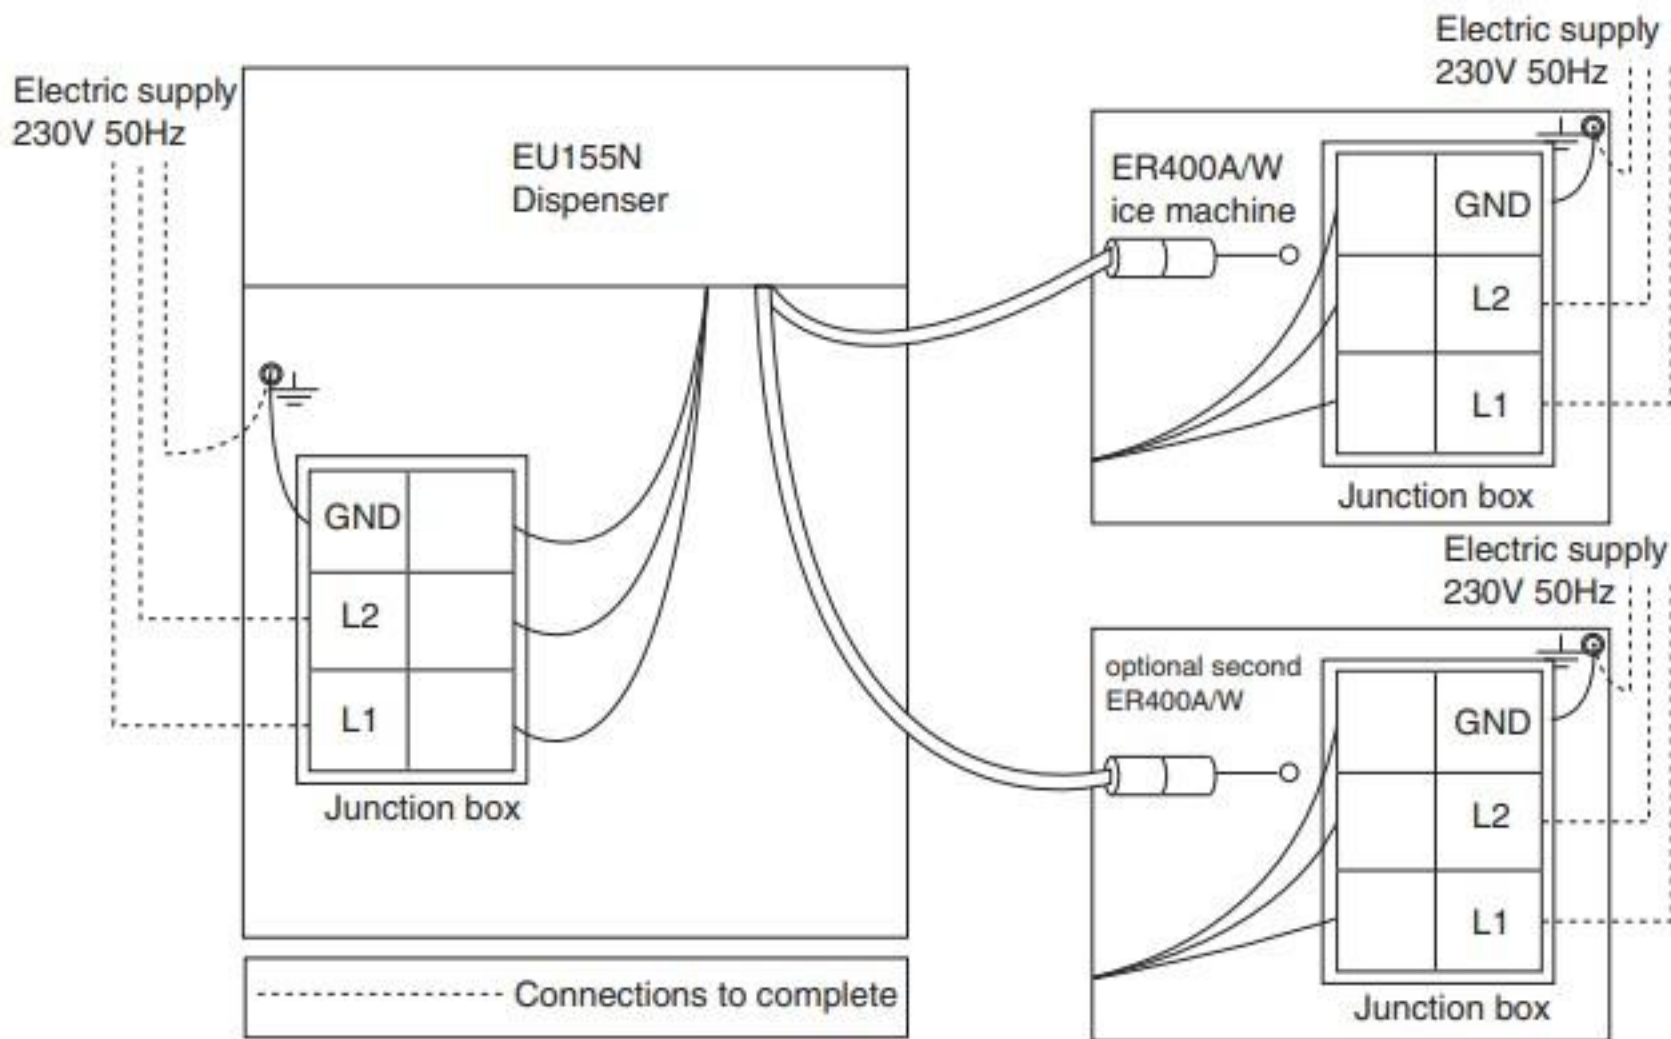 Electric supply
230V 50Hz
EU155N
Dispenser
GND
L2
L1
Junction box
Connections to complete
Electric supply
230V 50Hz
ER400A/W
ice machine
GND
L2
L1
Junction box
Electric supply
230V 50Hz
optional second
ER400A/W
GND
L2
L1
Junction box